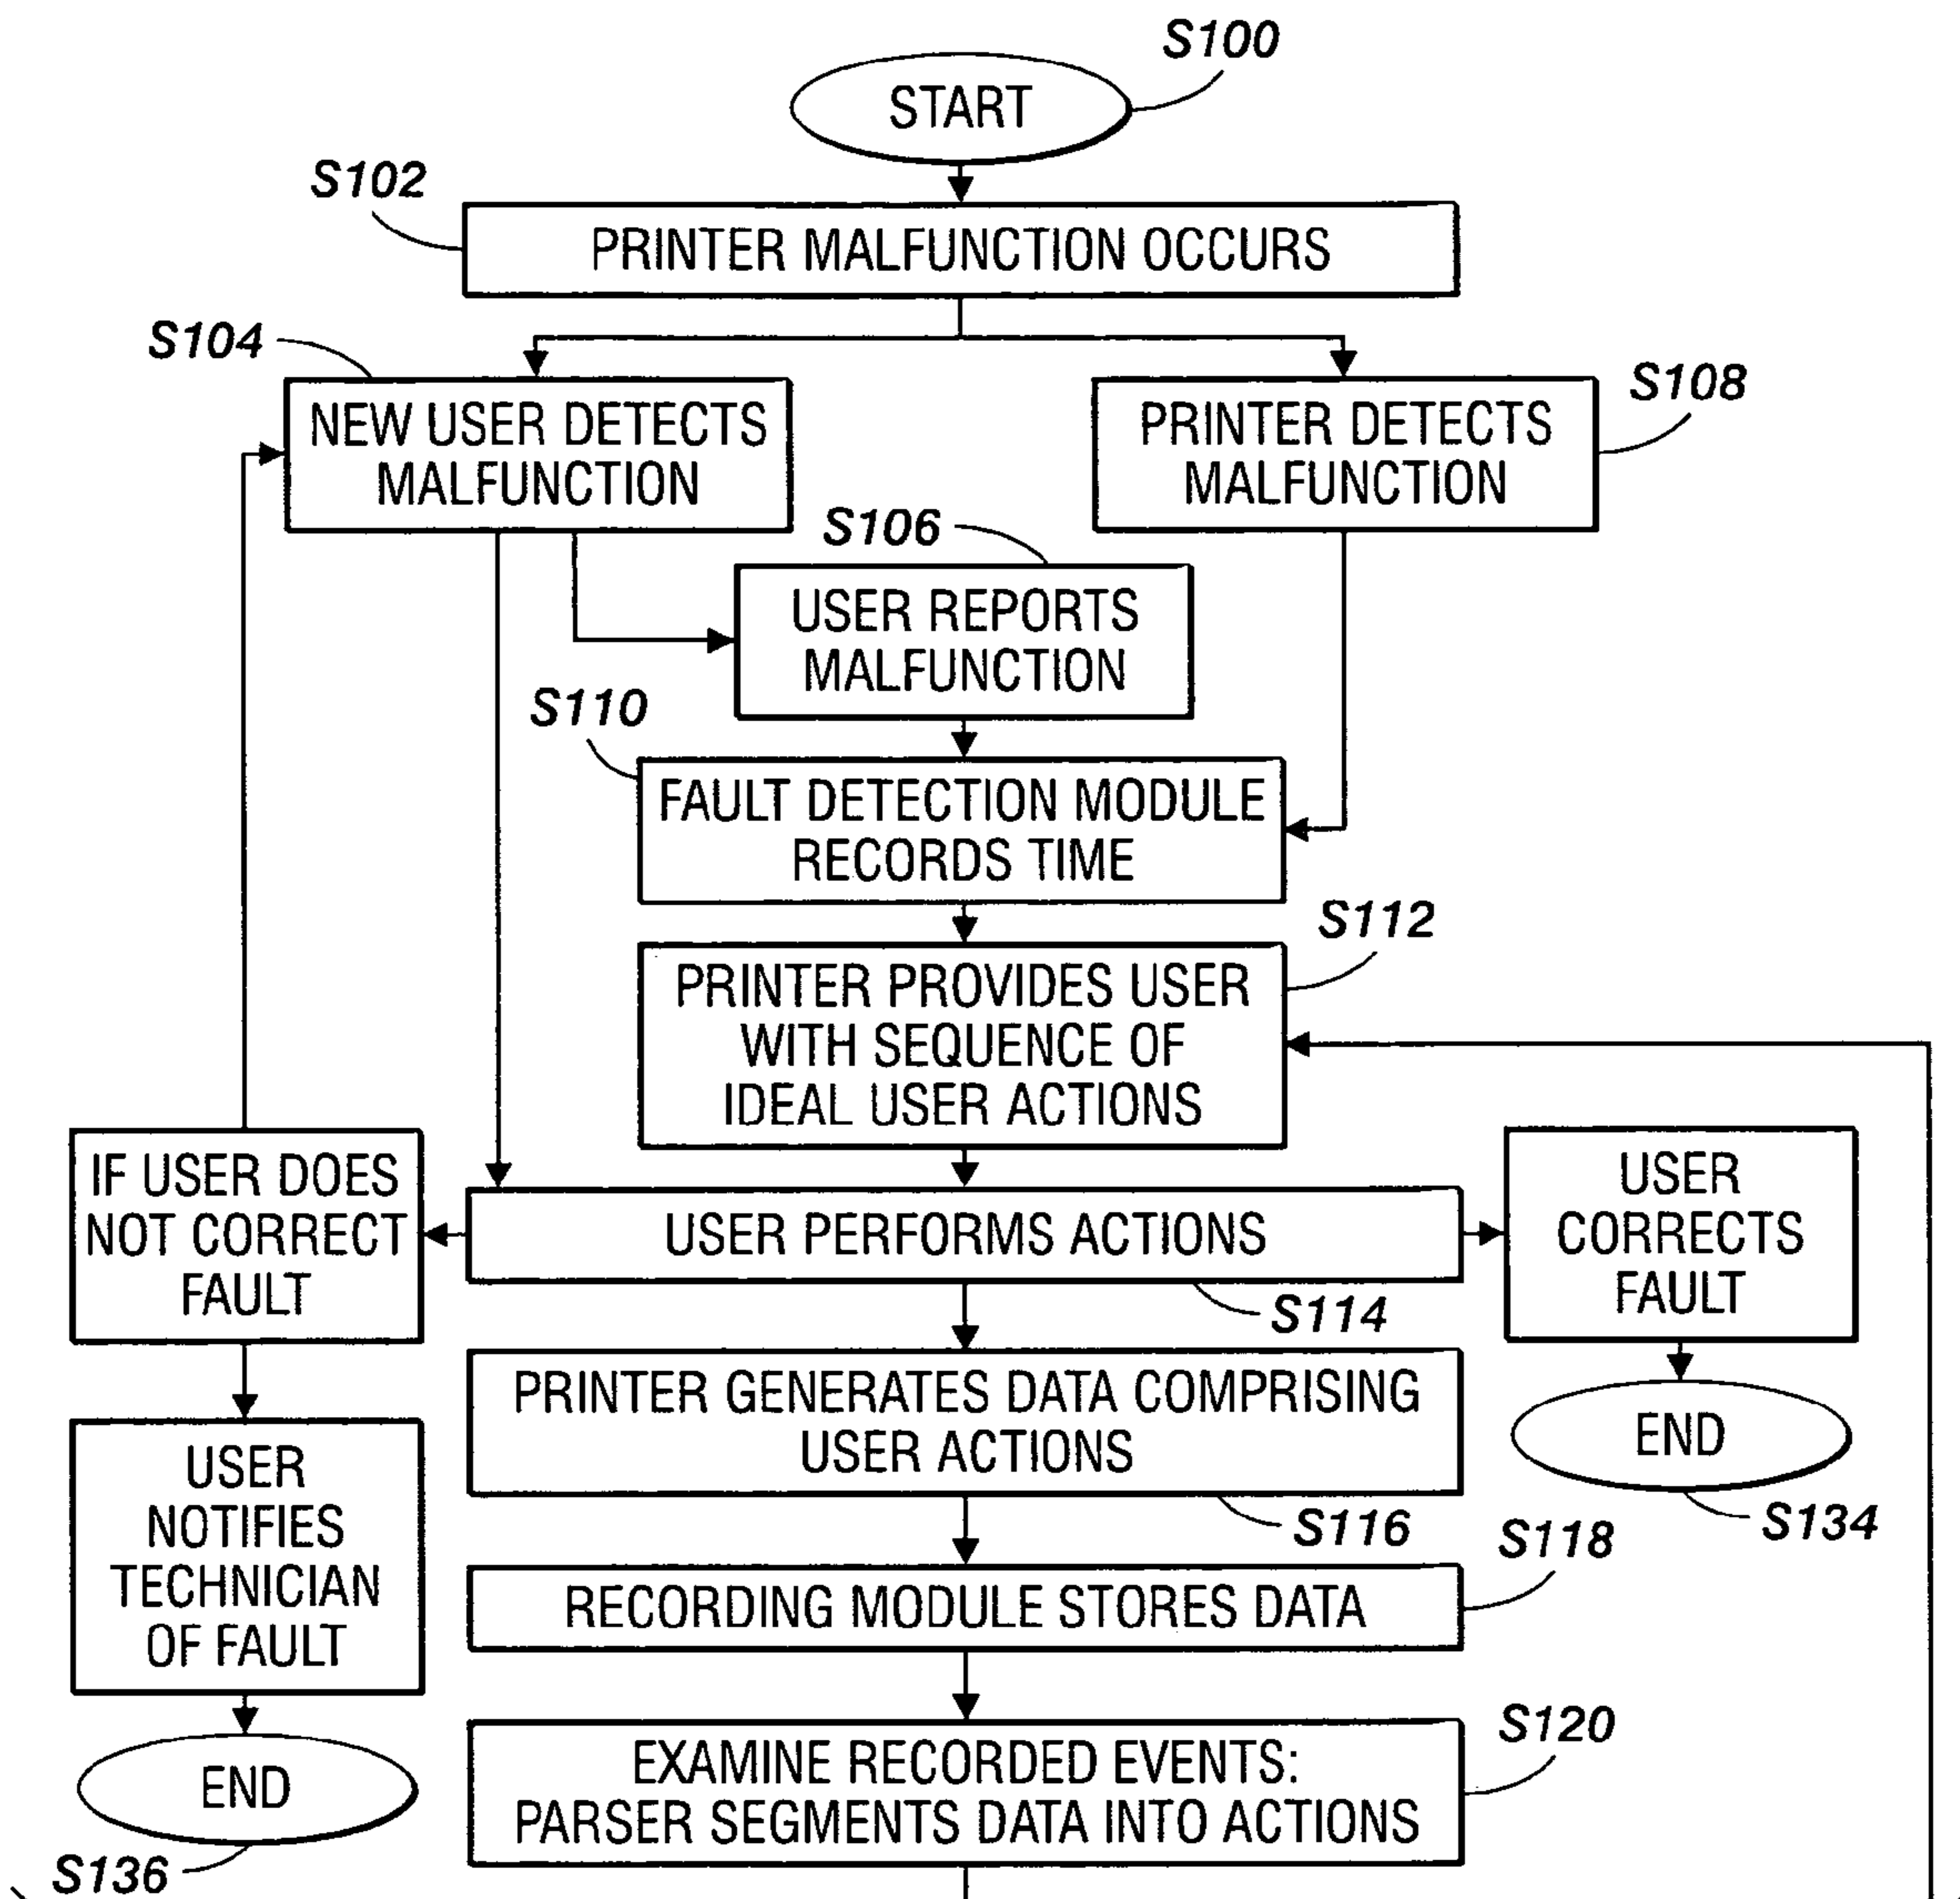 S100
START
S102
PRINTER MALFUNCTION OCCURS
S104
NEW USER DETECTS
MALFUNCTION
S108
PRINTER DETECTS
MALFUNCTION
S106
USER REPORTS
MALFUNCTION
S110
FAULT DETECTION MODULE
RECORDS TIME
S112
PRINTER PROVIDES USER
WITH SEQUENCE OF
IDEAL USER ACTIONS
IF USER DOES
NOT CORRECT
FAULT
USER PERFORMS ACTIONS
S114
USER
CORRECTS
FAULT
PRINTER GENERATES DATA COMPRISING
USER ACTIONS
S116
END
S134
USER
NOTIFIES
TECHNICIAN
OF FAULT
S118
RECORDING MODULE STORES DATA
S120
EXAMINE RECORDED EVENTS:
PARSER SEGMENTS DATA INTO ACTIONS
END
S136